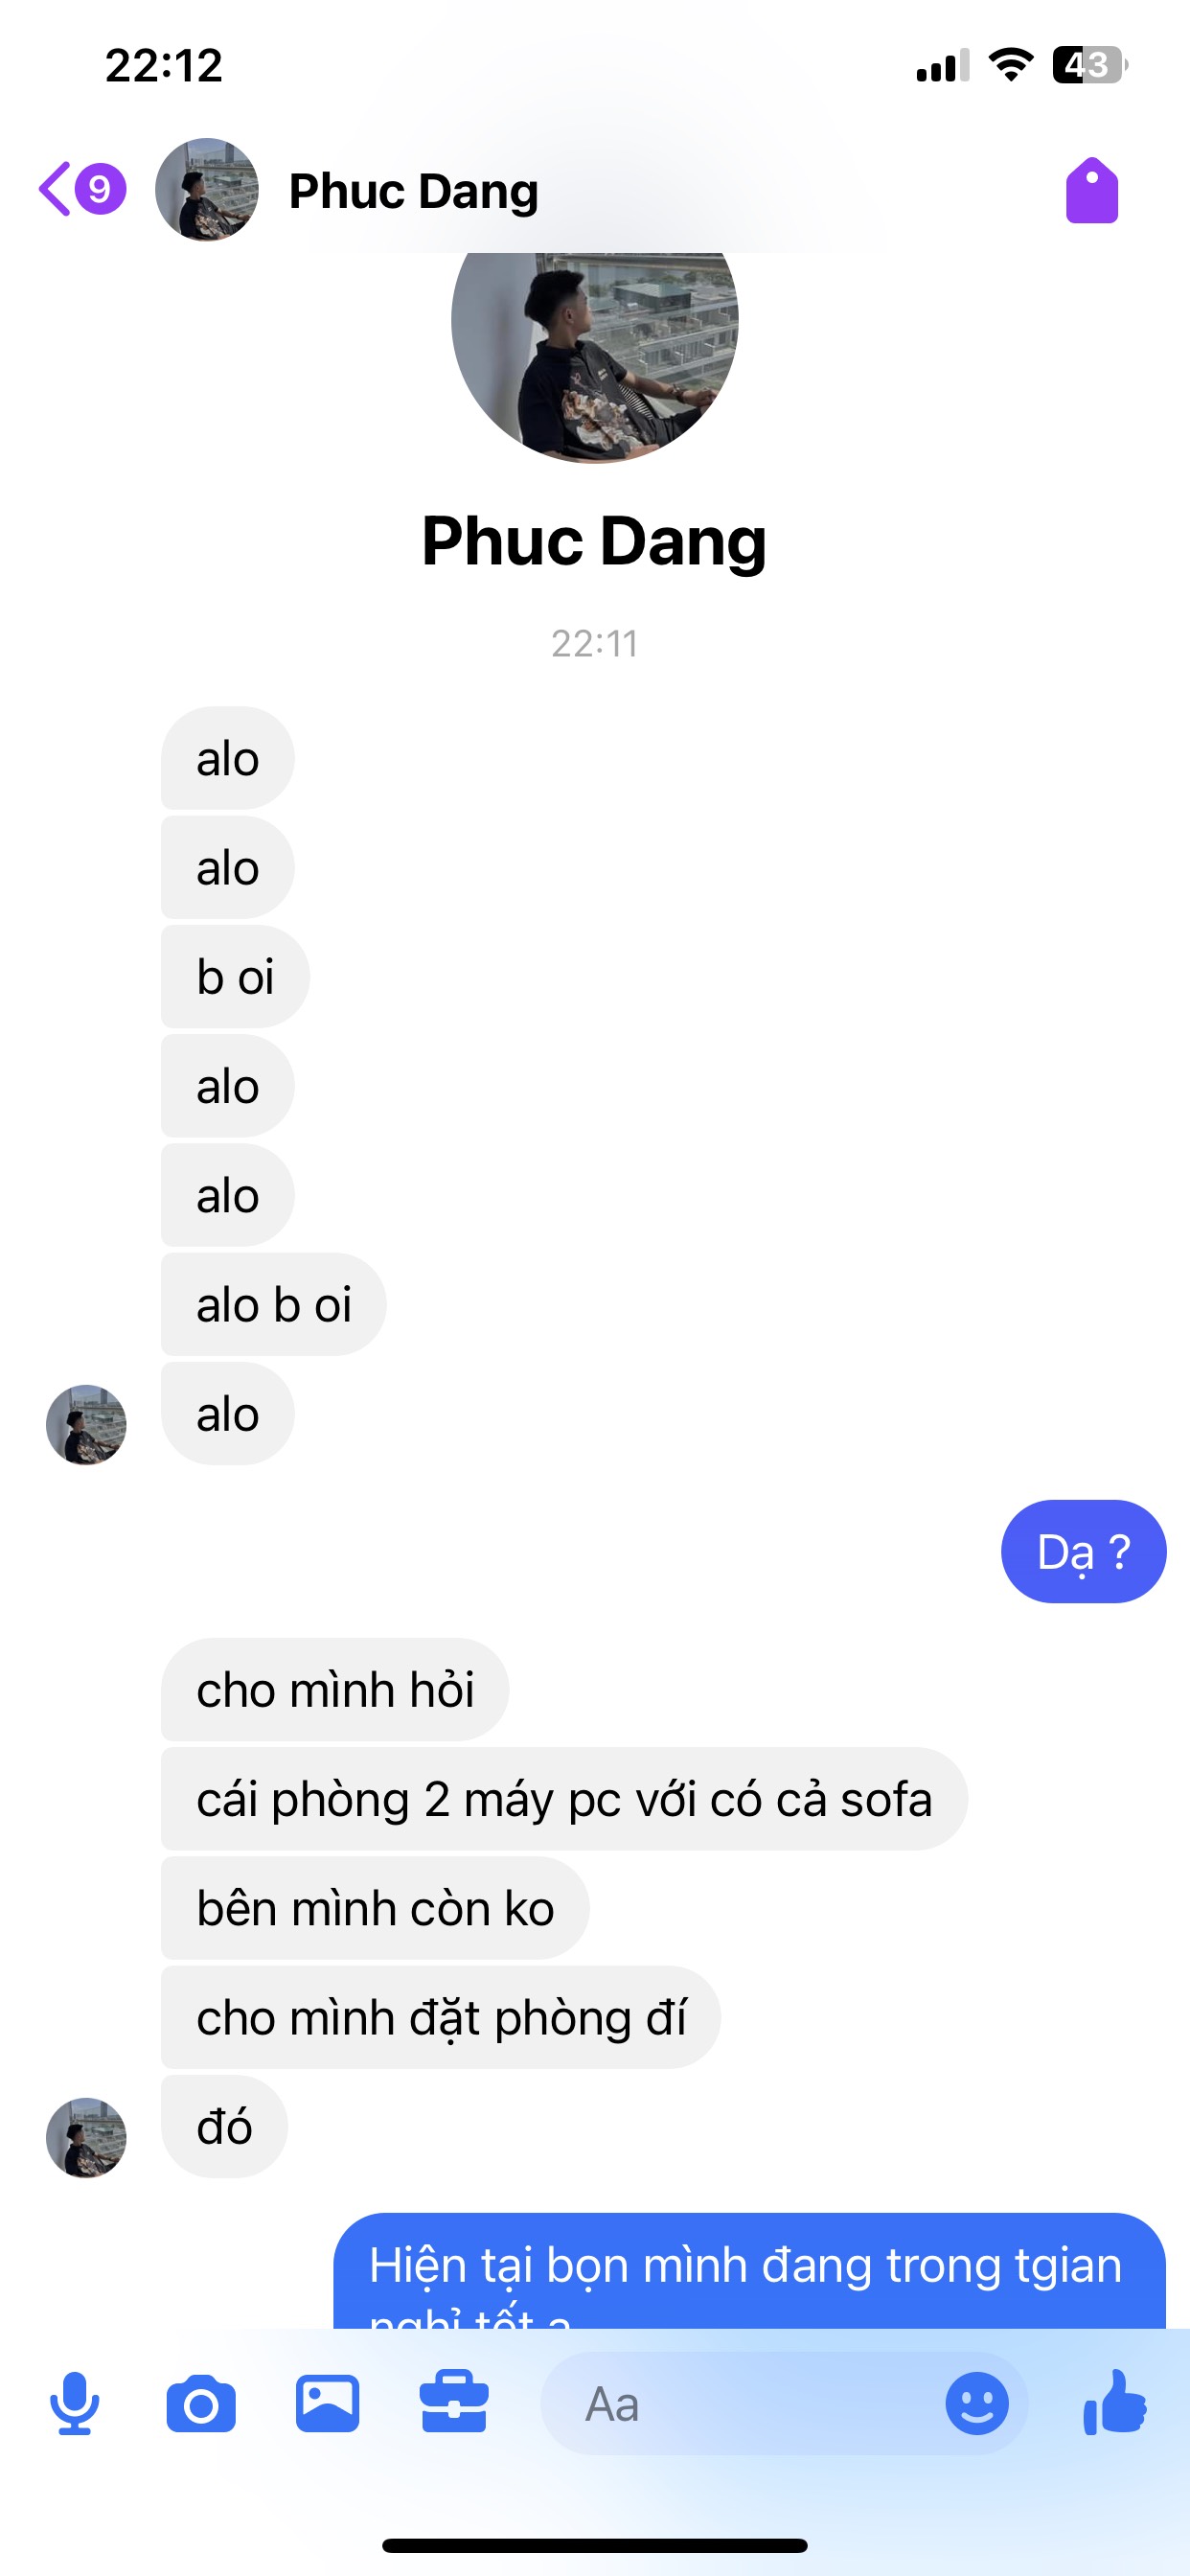 22:12
43
9
Phuc Dang
Phuc Dang
22:11
alo
alo
b oi
alo
alo
alo b oi
alo
Dạ ?
cho mình hỏi
cái phòng 2 máy pc với có cả sofa
bên mình còn ko
cho mình đặt phòng đí
đó
Hiện tại bọn mình đang trong tgian
nghỉ tết ạ
Aa